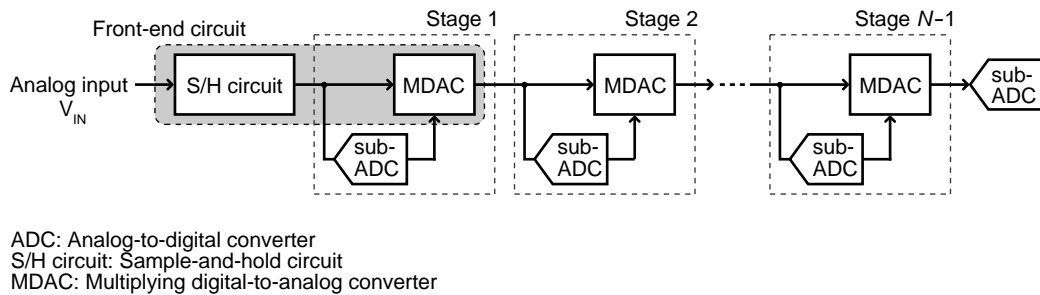 Stage 1
Stage 2
Stage N-1
Front-end circuit
Analog input
V_IN
S/H circuit
MDAC
MDAC
MDAC
sub-
ADC
sub-
ADC
sub-
ADC
sub-
ADC
ADC: Analog-to-digital converter
S/H circuit: Sample-and-hold circuit
MDAC: Multiplying digital-to-analog converter